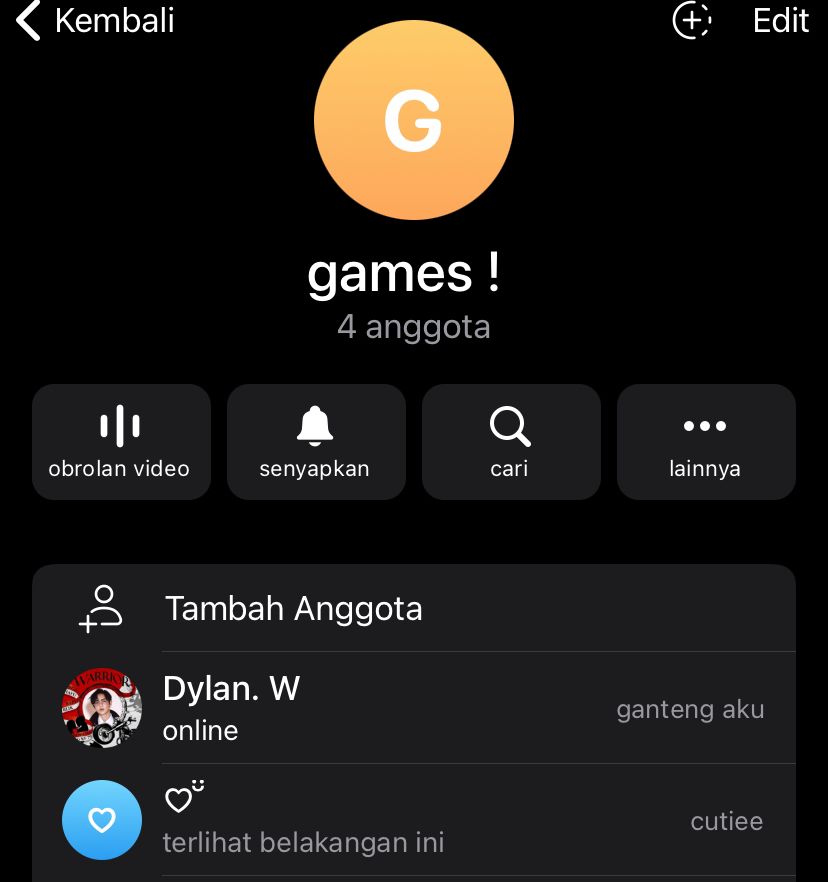 Kembali
Edit
G
games !
4 anggota
obrolan video
senyapkan
cari
lainnya
Tambah Anggota
Dylan. W
ganteng aku
online
cutiee
terlihat belakangan ini